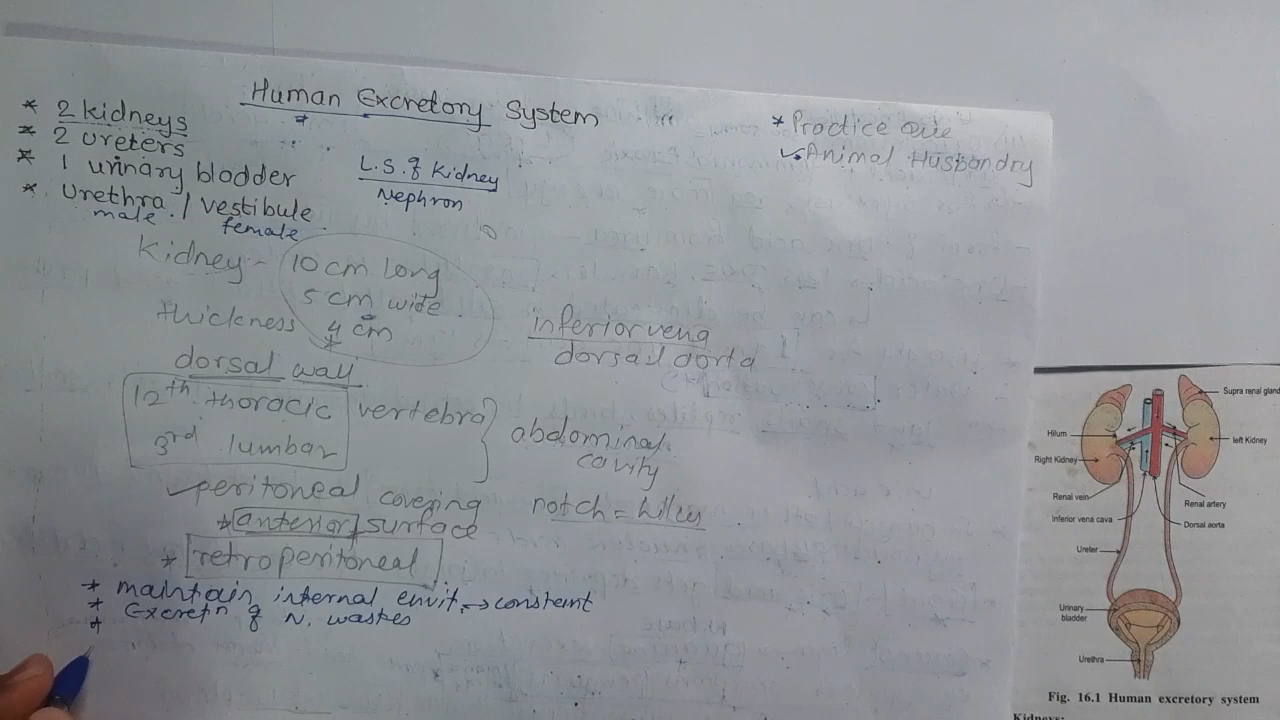 Human Excretory System
* 2 kidneys
* 2 ureters
* 1 urinary bladder
* Urethra / vestibule
male female
L.S. of Kidney
Nephron
* Practice Que
Animal Husbandry
Kidney - 10 cm long
5 cm wide
thickness 4 cm
inferior vena
dorsal aorta
dorsal wall
12th thoracic vertebra
3rd lumbar
abdominal
cavity
peritoneal covering
* anterior surface
notch = hilus
* retroperitoneal
* maintain internal envit. → constant
* Excretn of N. wastes
*
Supra renal gland
Hilum
left Kidney
Right Kidney
Renal vein
Renal artery
Inferior vena cava
Dorsal aorta
Ureter
Urinary
bladder
Urethra
Fig. 16.1 Human excretory system
Kidneys: